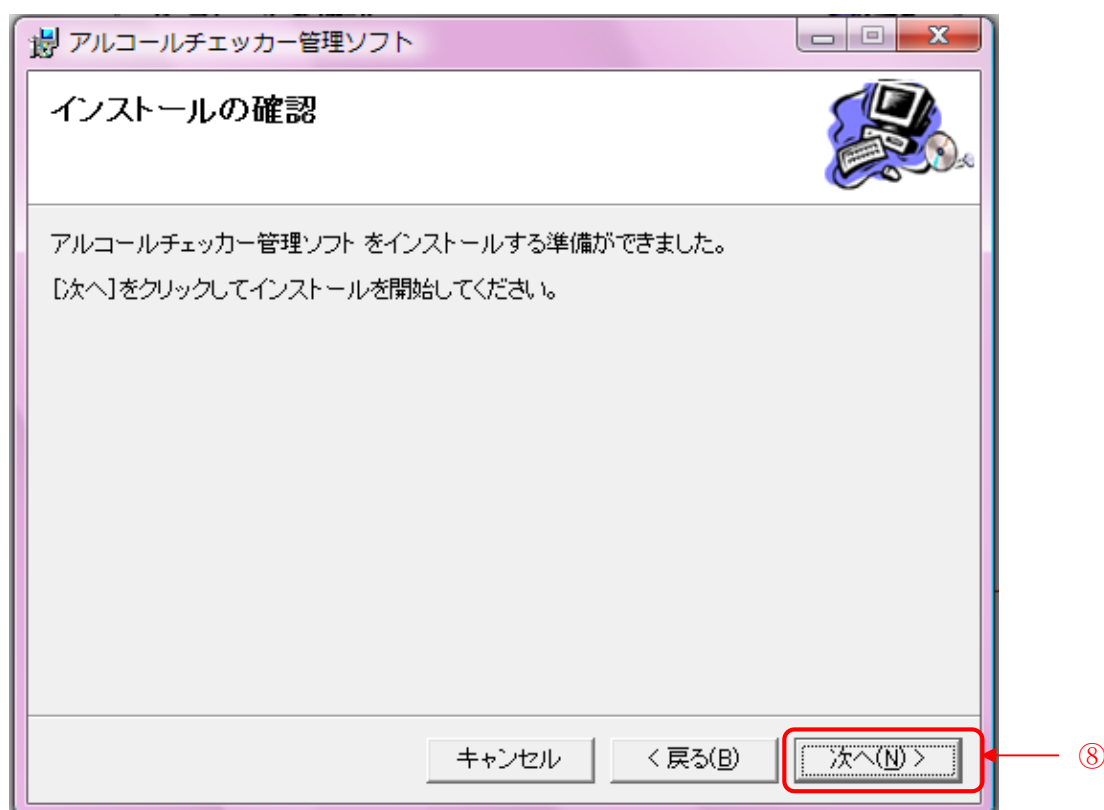 アルコールチェッカー管理ソフト
インストールの確認
アルコールチェッカー管理ソフト をインストールする準備ができました。
[次へ]をクリックしてインストールを開始してください。
キャンセル
< 戻る(B)
次へ(N) >
⑧